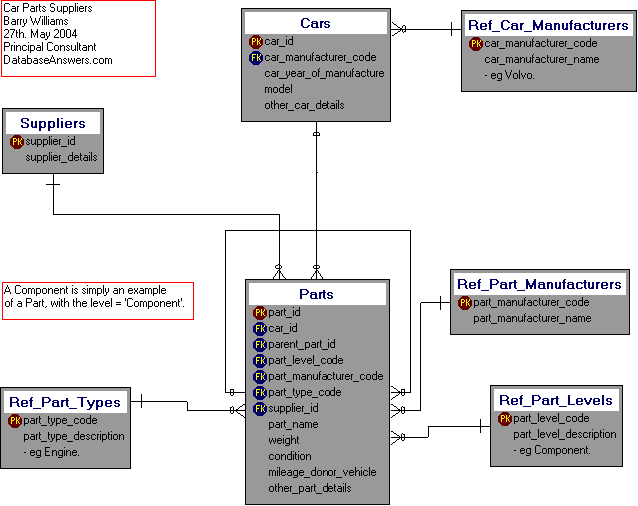 Car Parts Suppliers
Barry Williams
27th. May 2004
Principal Consultant
DatabaseAnswers.com
Cars
PK car_id
FK car_manufacturer_code
car_year_of_manufacture
model
other_car_details
Ref_Car_Manufacturers
PK car_manufacturer_code
car_manufacturer_name
- eg Volvo.
Suppliers
PK supplier_id
supplier_details
A Component is simply an example
of a Part, with the level = 'Component'.
Parts
PK part_id
FK car_id
FK parent_part_id
FK part_level_code
FK part_manufacturer_code
FK part_type_code
FK supplier_id
part_name
weight
condition
mileage_donor_vehicle
other_part_details
Ref_Part_Manufacturers
PK part_manufacturer_code
part_manufacturer_name
Ref_Part_Types
PK part_type_code
part_type_description
- eg Engine.
Ref_Part_Levels
PK part_level_code
part_level_description
- eg Component.